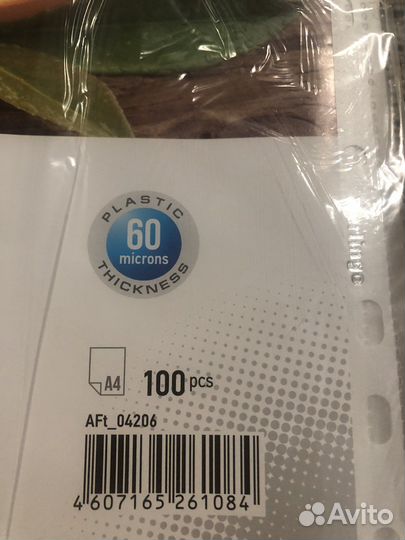 PLASTIC
60
microns
THICKNESS
A4
100 pcs
AFt_04206
4 607165 261084
Avito